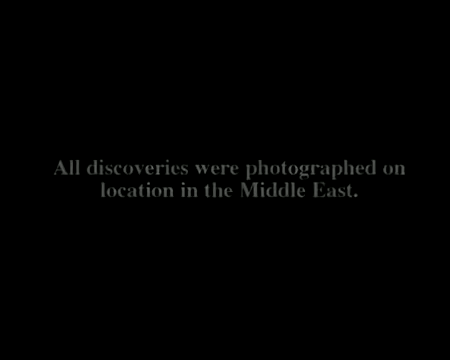 All discoveries were photographed on
location in the Middle East.